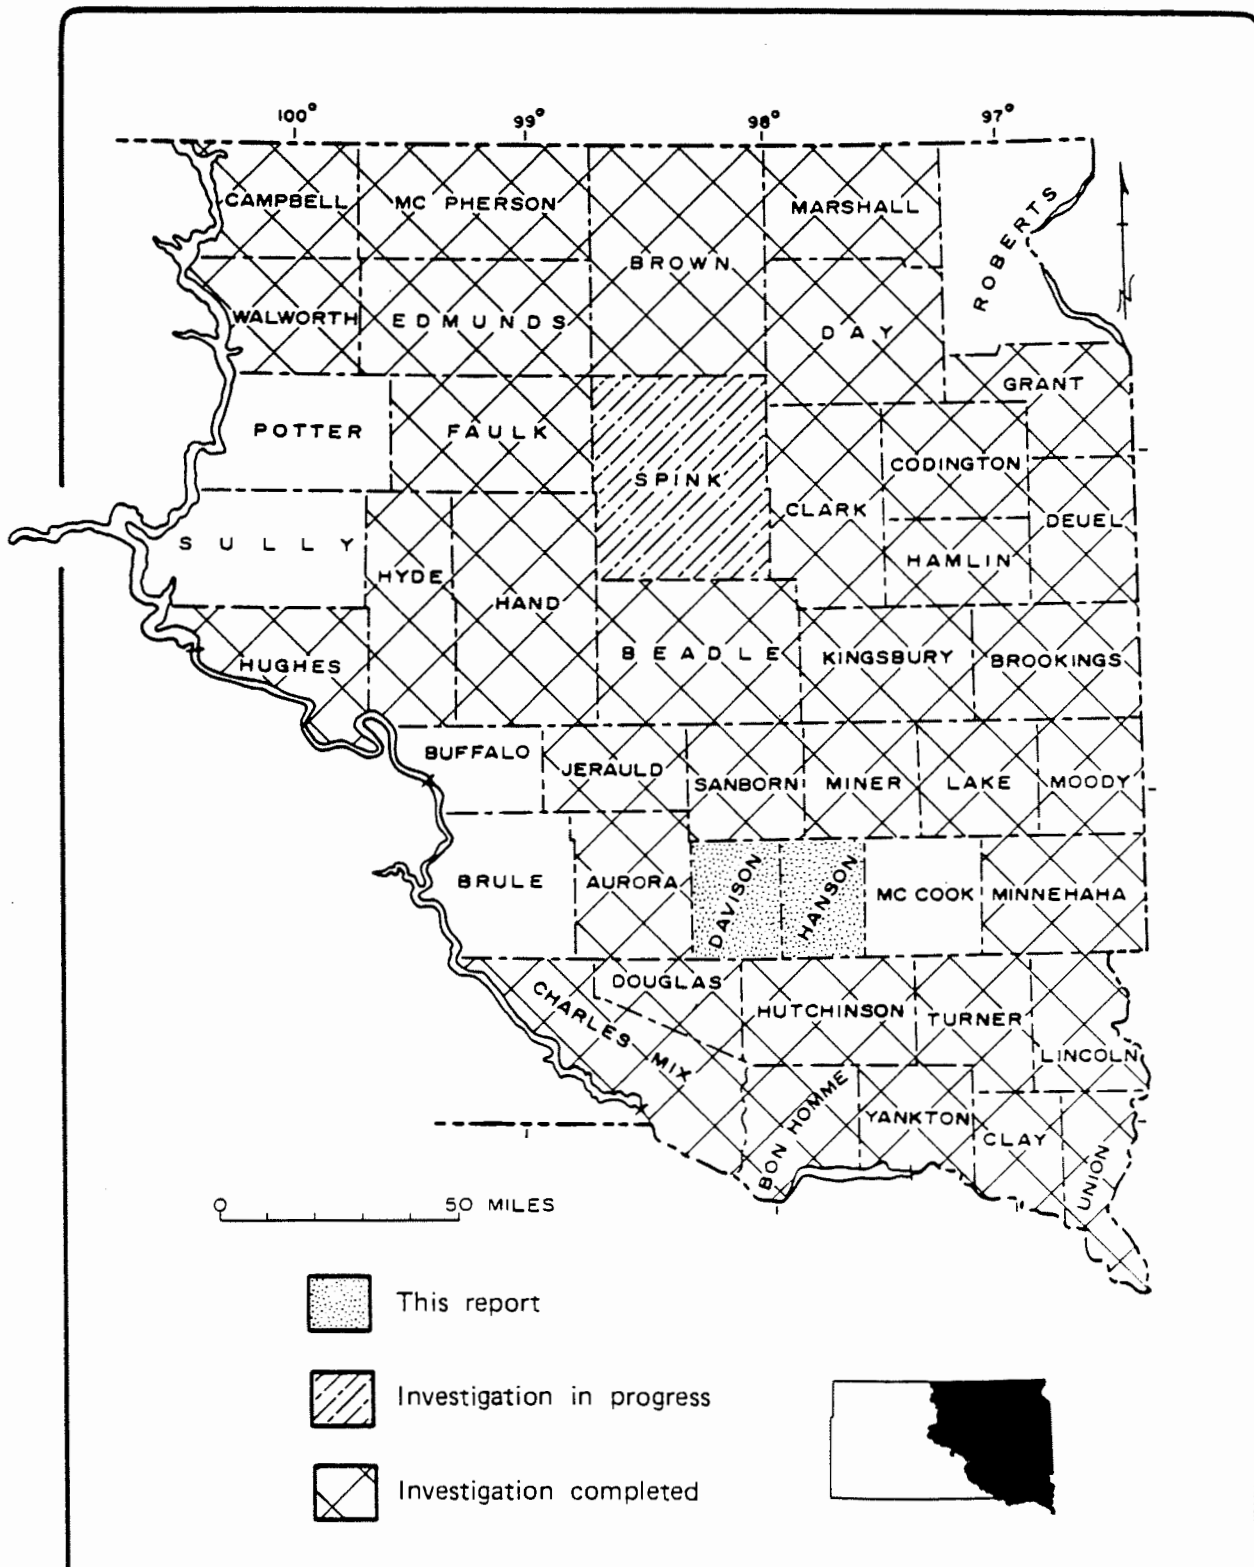 100° 99° 98° 97°
CAMPBELL MC PHERSON MARSHALL
ROBERTS
BROWN
WALWORTH EDMUNDS DAY
GRANT
POTTER FAULK
CODINGTON
SPINK
CLARK DEUEL
SULLY
HAMLIN
HYDE
HAND
BEADLE KINGSBURY BROOKINGS
HUGHES
BUFFALO
JERAULD SANBORN MINER LAKE MOODY
BRULE AURORA DAVISON HANSON MC COOK MINNEHAHA
DOUGLAS
CHARLES MIX
HUTCHINSON TURNER
LINCOLN
BON HOMME YANKTON
CLAY
UNION
0 50 MILES
This report
Investigation in progress
Investigation completed